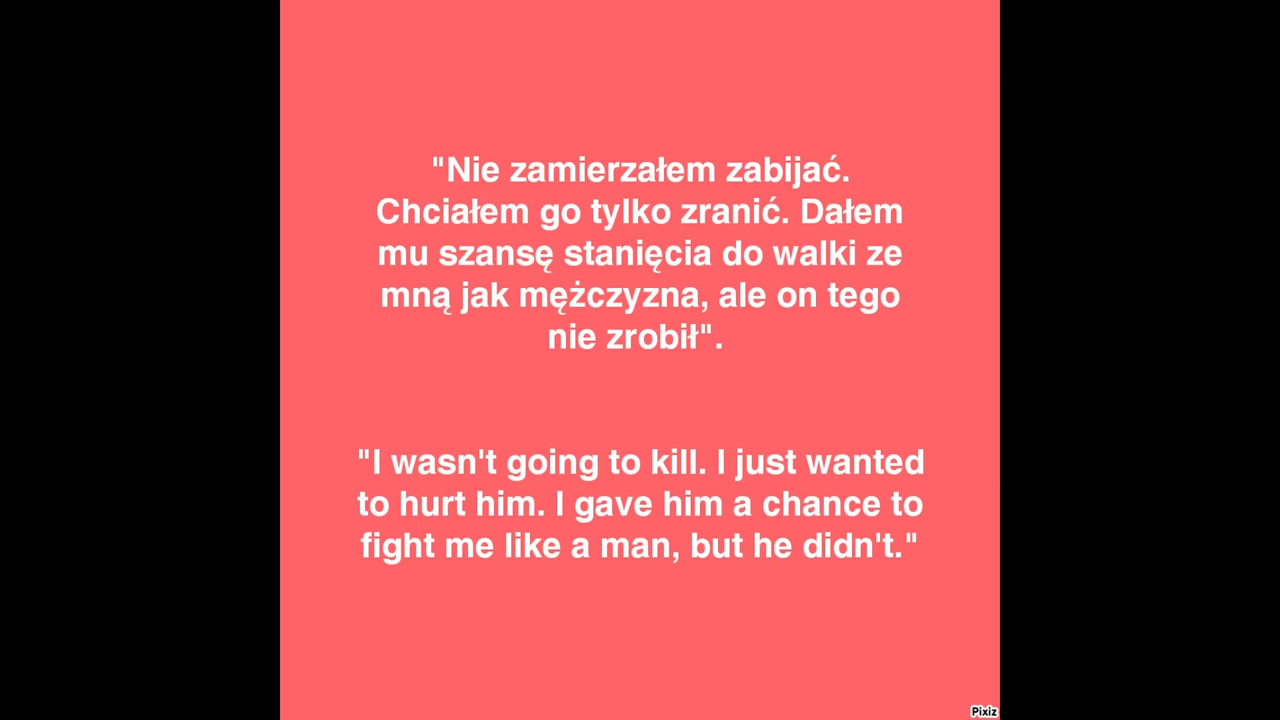 "Nie zamierzałem zabijać.
Chciałem go tylko zranić. Dałem
mu szansę stanięcia do walki ze
mną jak mężczyzna, ale on tego
nie zrobił".
"I wasn't going to kill. I just wanted
to hurt him. I gave him a chance to
fight me like a man, but he didn't."
Pixiz